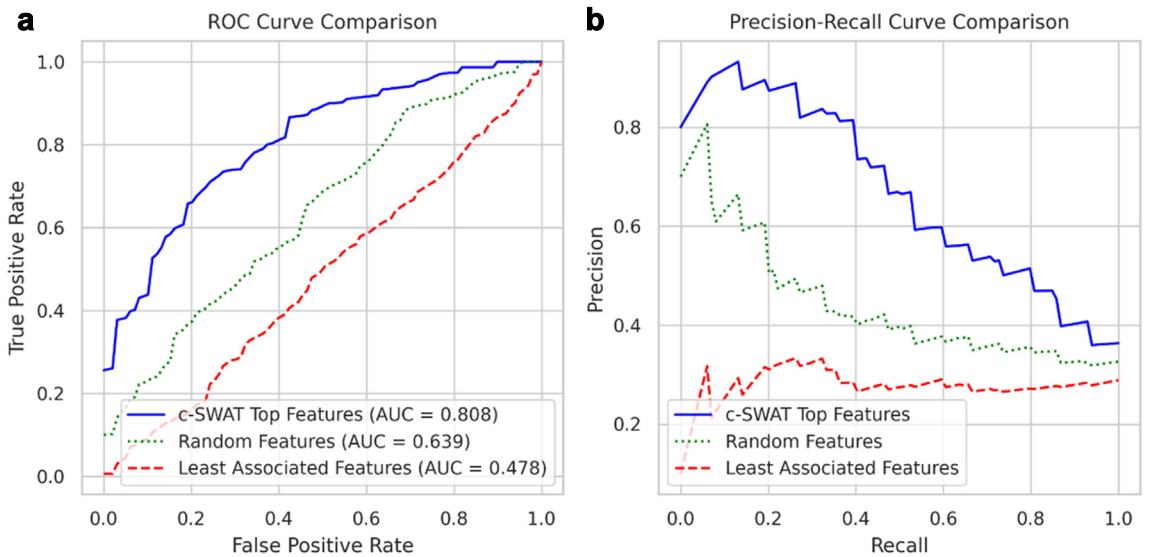 a
ROC Curve Comparison
True Positive Rate
1.0
0.8
0.6
0.4
0.2
0.0
c-SWAT Top Features (AUC = 0.808)
Random Features (AUC = 0.639)
Least Associated Features (AUC = 0.478)
0.0 0.2 0.4 0.6 0.8 1.0
False Positive Rate
b
Precision-Recall Curve Comparison
Precision
0.8
0.6
0.4
0.2
c-SWAT Top Features
Random Features
Least Associated Features
0.0 0.2 0.4 0.6 0.8 1.0
Recall